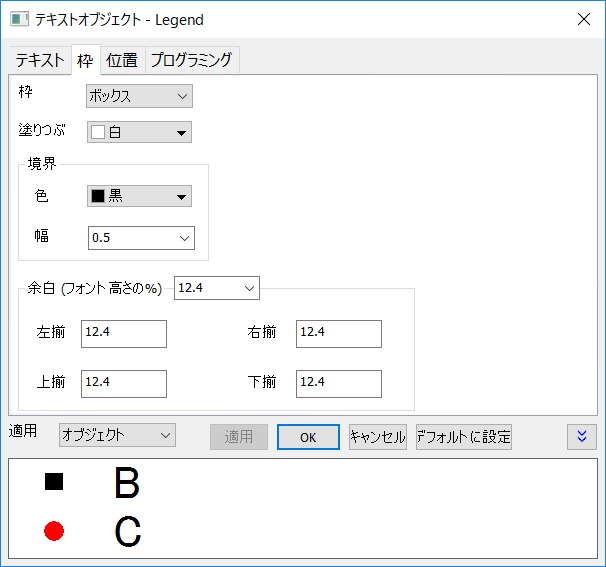 テキストオブジェクト - Legend
テキスト 枠 位置 プログラミング
枠 ボックス
塗りつぶ 白
境界
色 黒
幅 0.5
余白 (フォント 高さの%) 12.4
左揃 12.4 右揃 12.4
上揃 12.4 下揃 12.4
適用 オブジェクト 適用 OK キャンセル デフォルトに設定
B
C